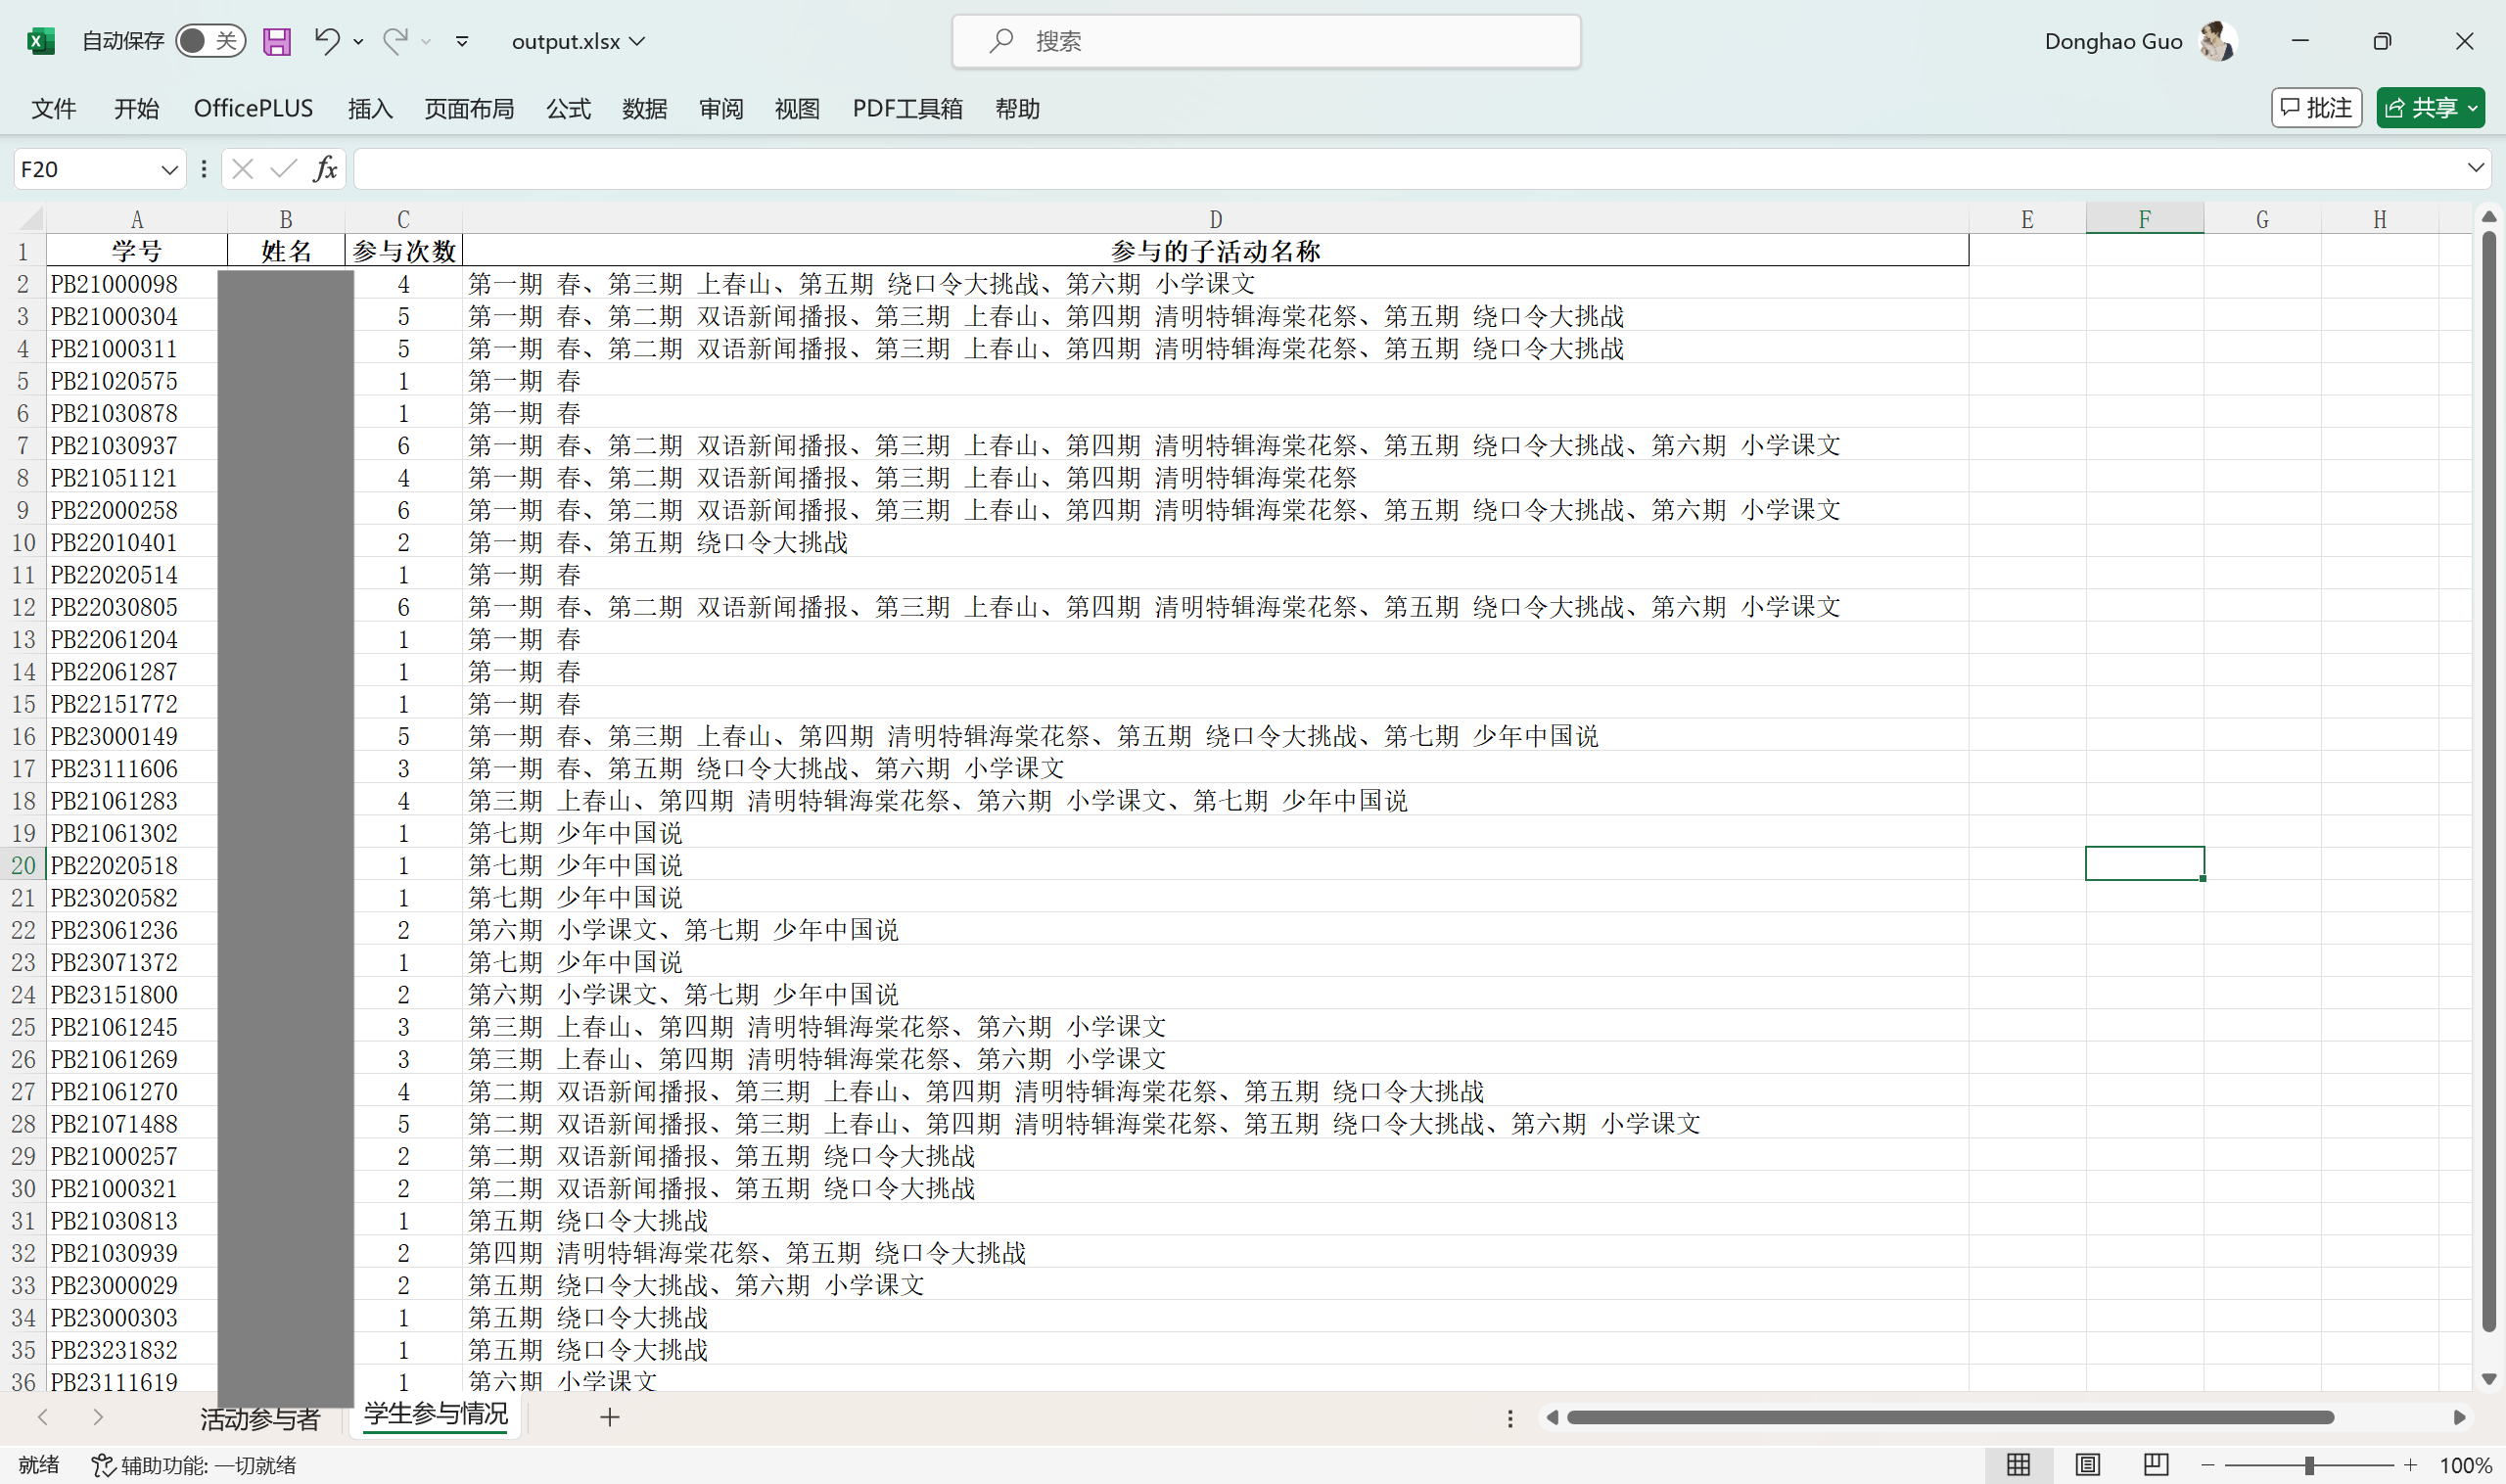 自动保存 关 output.xlsx 搜索 Donghao Guo
文件 开始 OfficePLUS 插入 页面布局 公式 数据 审阅 视图 PDF工具箱 帮助 批注 共享
F20 fx
A B C D E F G H
1 学号 姓名 参与次数 参与的子活动名称
2 PB21000098 4 第一期 春、第三期 上春山、第五期 绕口令大挑战、第六期 小学课文
3 PB21000304 5 第一期 春、第二期 双语新闻播报、第三期 上春山、第四期 清明特辑海棠花祭、第五期 绕口令大挑战
4 PB21000311 5 第一期 春、第二期 双语新闻播报、第三期 上春山、第四期 清明特辑海棠花祭、第五期 绕口令大挑战
5 PB21020575 1 第一期 春
6 PB21030878 1 第一期 春
7 PB21030937 6 第一期 春、第二期 双语新闻播报、第三期 上春山、第四期 清明特辑海棠花祭、第五期 绕口令大挑战、第六期 小学课文
8 PB21051121 4 第一期 春、第二期 双语新闻播报、第三期 上春山、第四期 清明特辑海棠花祭
9 PB22000258 6 第一期 春、第二期 双语新闻播报、第三期 上春山、第四期 清明特辑海棠花祭、第五期 绕口令大挑战、第六期 小学课文
10 PB22010401 2 第一期 春、第五期 绕口令大挑战
11 PB22020514 1 第一期 春
12 PB22030805 6 第一期 春、第二期 双语新闻播报、第三期 上春山、第四期 清明特辑海棠花祭、第五期 绕口令大挑战、第六期 小学课文
13 PB22061204 1 第一期 春
14 PB22061287 1 第一期 春
15 PB22151772 1 第一期 春
16 PB23000149 5 第一期 春、第三期 上春山、第四期 清明特辑海棠花祭、第五期 绕口令大挑战、第七期 少年中国说
17 PB23111606 3 第一期 春、第五期 绕口令大挑战、第六期 小学课文
18 PB21061283 4 第三期 上春山、第四期 清明特辑海棠花祭、第六期 小学课文、第七期 少年中国说
19 PB21061302 1 第七期 少年中国说
20 PB22020518 1 第七期 少年中国说
21 PB23020582 1 第七期 少年中国说
22 PB23061236 2 第六期 小学课文、第七期 少年中国说
23 PB23071372 1 第七期 少年中国说
24 PB23151800 2 第六期 小学课文、第七期 少年中国说
25 PB21061245 3 第三期 上春山、第四期 清明特辑海棠花祭、第六期 小学课文
26 PB21061269 3 第三期 上春山、第四期 清明特辑海棠花祭、第六期 小学课文
27 PB21061270 4 第二期 双语新闻播报、第三期 上春山、第四期 清明特辑海棠花祭、第五期 绕口令大挑战
28 PB21071488 5 第二期 双语新闻播报、第三期 上春山、第四期 清明特辑海棠花祭、第五期 绕口令大挑战、第六期 小学课文
29 PB21000257 2 第二期 双语新闻播报、第五期 绕口令大挑战
30 PB21000321 2 第二期 双语新闻播报、第五期 绕口令大挑战
31 PB21030813 1 第五期 绕口令大挑战
32 PB21030939 2 第四期 清明特辑海棠花祭、第五期 绕口令大挑战
33 PB23000029 2 第五期 绕口令大挑战、第六期 小学课文
34 PB23000303 1 第五期 绕口令大挑战
35 PB23231832 1 第五期 绕口令大挑战
36 PB23111619 1 第六期 小学课文
活动参与者 学生参与情况
就绪 辅助功能: 一切就绪 100%